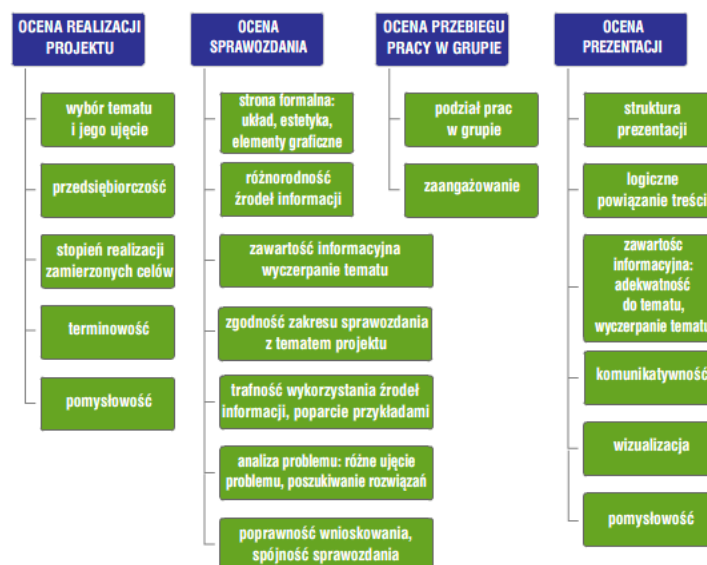 OCENA REALIZACJI
PROJEKTU
wybór tematu
i jego ujęcie
przedsiębiorczość
stopień realizacji
zamierzonych celów
terminowość
pomysłowość
OCENA
SPRAWOZDANIA
strona formalna:
układ, estetyka,
elementy graficzne
różnorodność
źrodeł informacji
zawartość informacyjna
wyczerpanie tematu
zgodność zakresu sprawozdania
z tematem projektu
trafność wykorzystania źrodeł
informacji, poparcie przykładami
analiza problemu: różne ujęcie
problemu, poszukiwanie rozwiązań
poprawność wnioskowania,
spójność sprawozdania
OCENA PRZEBIEGU
PRACY W GRUPIE
podział prac
w grupie
zaangażowanie
OCENA
PREZENTACJI
struktura
prezentacji
logiczne
powiązanie treści
zawartośc
informacyjna:
adekwatność
do tematu,
wyczerpanie tematu
komunikatywność
wizualizacja
pomysłowość